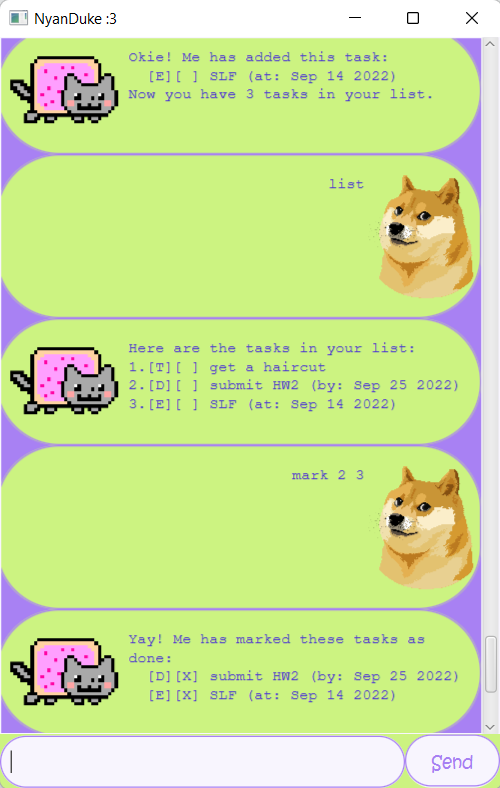 NyanDuke :3
Okie! Me has added this task:
[E][ ] SLF (at: Sep 14 2022)
Now you have 3 tasks in your list.
list
Here are the tasks in your list:
1.[T][ ] get a haircut
2.[D][ ] submit HW2 (by: Sep 25 2022)
3.[E][ ] SLF (at: Sep 14 2022)
mark 2 3
Yay! Me has marked these tasks as
done:
[D][X] submit HW2 (by: Sep 25 2022)
[E][X] SLF (at: Sep 14 2022)
Send